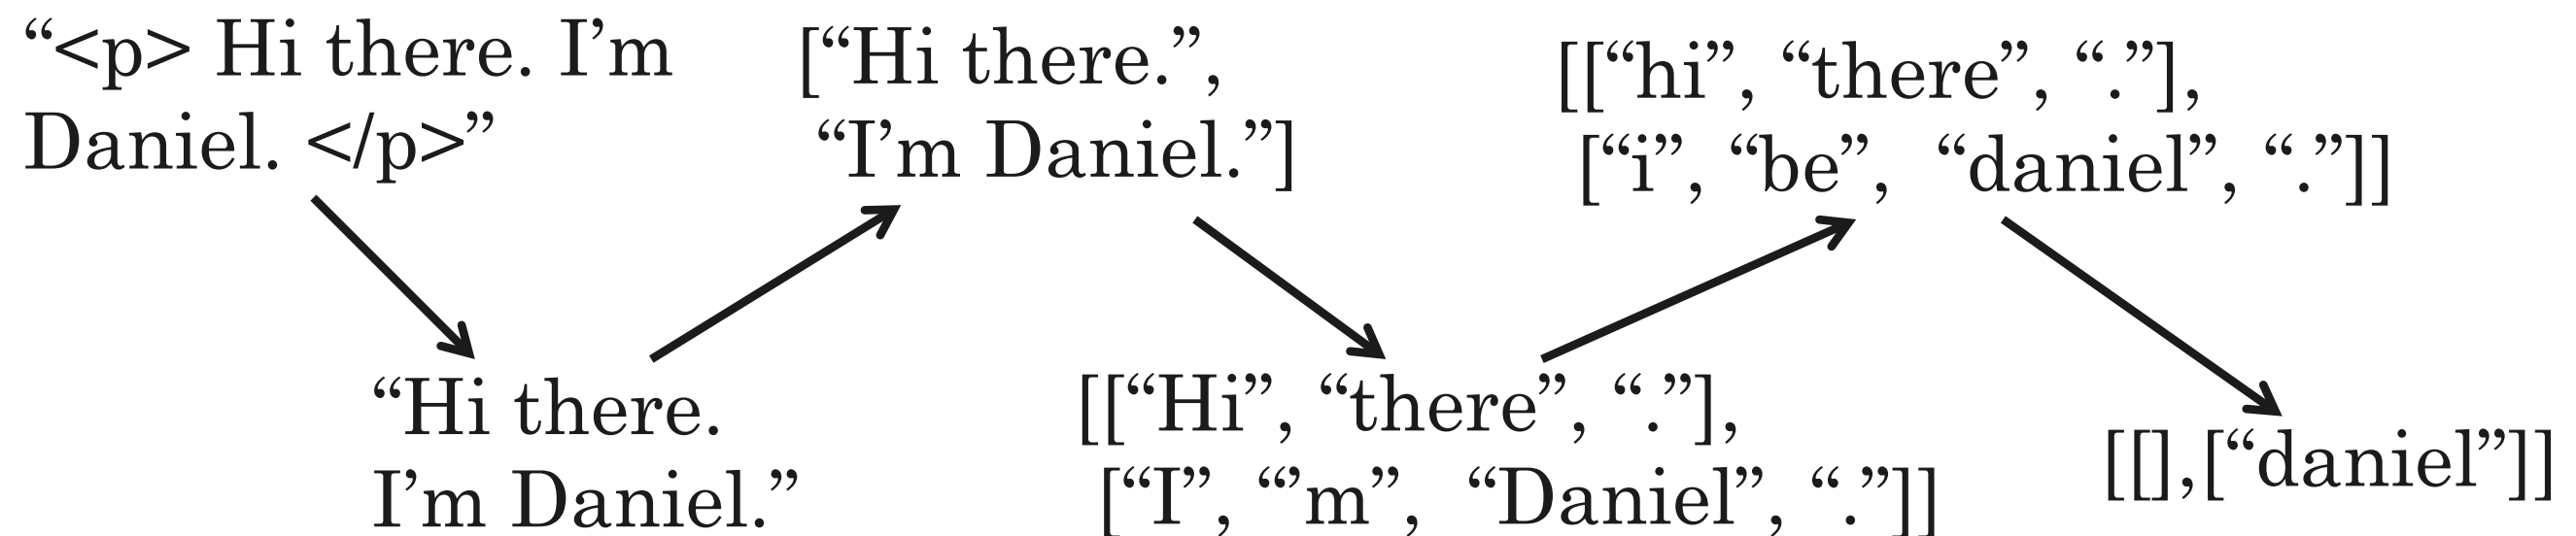 “<p> Hi there. I’m
Daniel. </p>”
“Hi there.
I’m Daniel.”
[“Hi there.”,
“I’m Daniel.”]
[[“Hi”, “there”, “.”],
[“I”, “’m”, “Daniel”, “.”]]
[[“hi”, “there”, “.”],
[“i”, “be”, “daniel”, “.”]]
[[],[“daniel”]]